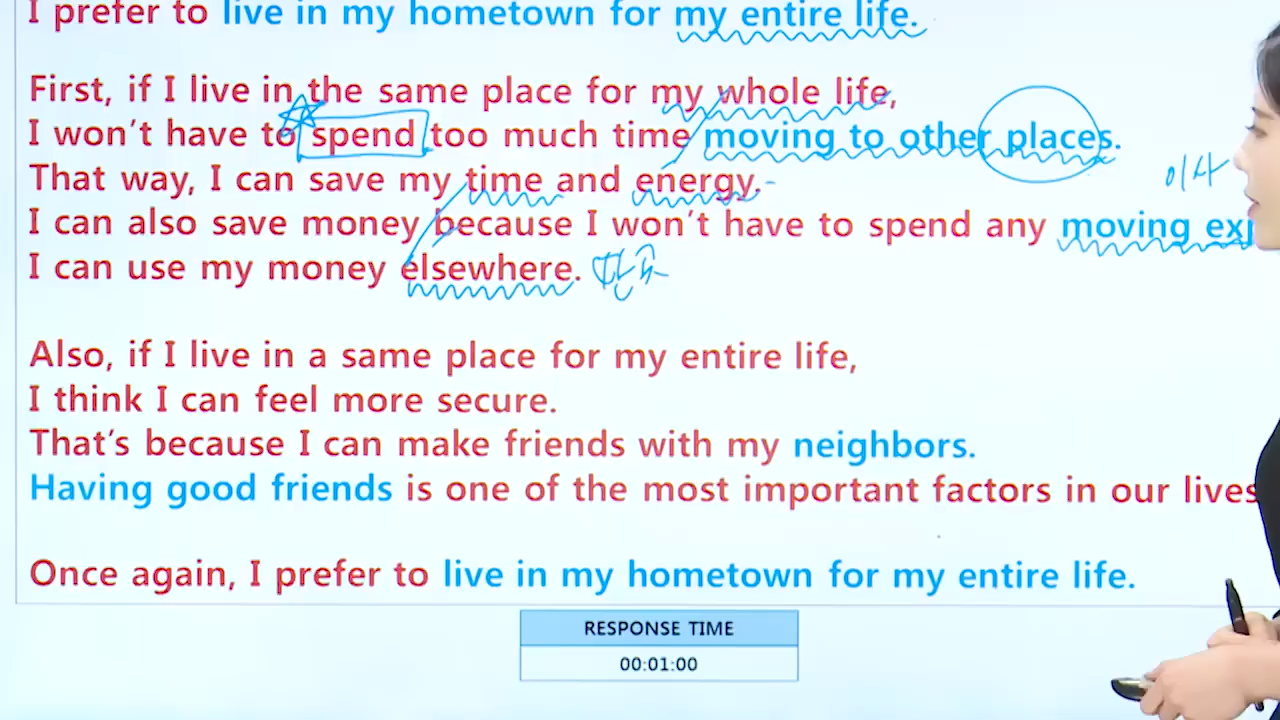 I prefer to live in my hometown for my entire life.
First, if I live in the same place for my whole life,
I won't have to spend too much time moving to other places.
이사
That way, I can save my time and energy.
I can also save money because I won't have to spend any moving
I can use my money elsewhere.
Also, if I live in a same place for my entire life,
I think I can feel more secure.
That's because I can make friends with my neighbors.
Having good friends is one of the most important factors in our lives
Once again, I prefer to live in my hometown for my entire life.
RESPONSE TIME
00:01:00